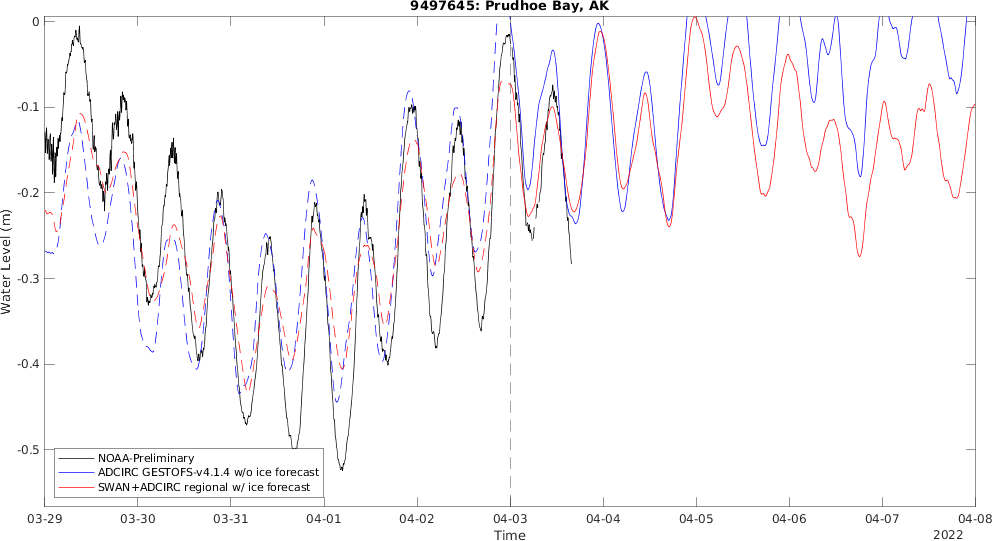 9497645: Prudhoe Bay, AK
0
-0.1
-0.2
-0.3
-0.4
-0.5
Water Level (m)
NOAA-Preliminary
ADCIRC GESTOFS-v4.1.4 w/o ice forecast
SWAN+ADCIRC regional w/ ice forecast
03-29 03-30 03-31 04-01 04-02 04-03 04-04 04-05 04-06 04-07 04-08
Time
2022